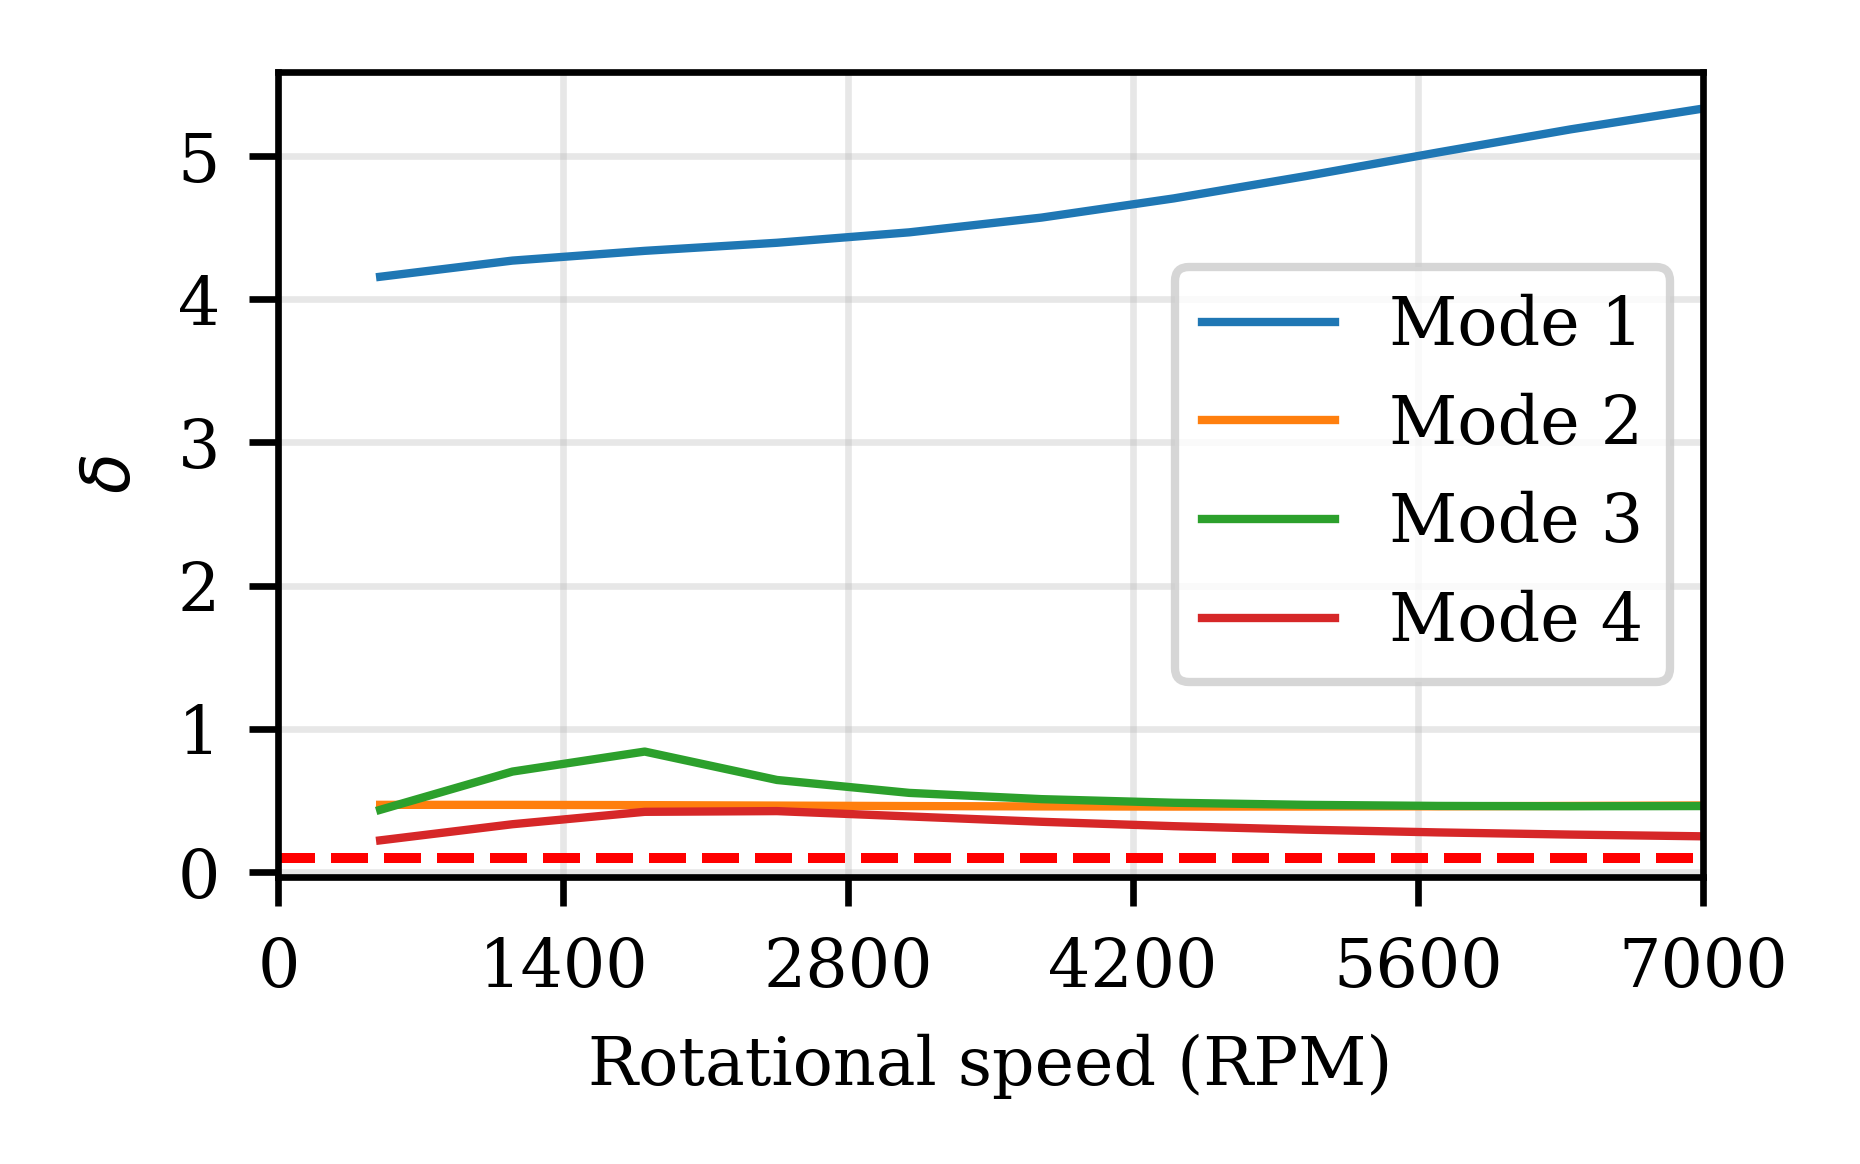 5
4
3
2
1
0
δ
0 1400 2800 4200 5600 7000
Rotational speed (RPM)
Mode 1
Mode 2
Mode 3
Mode 4